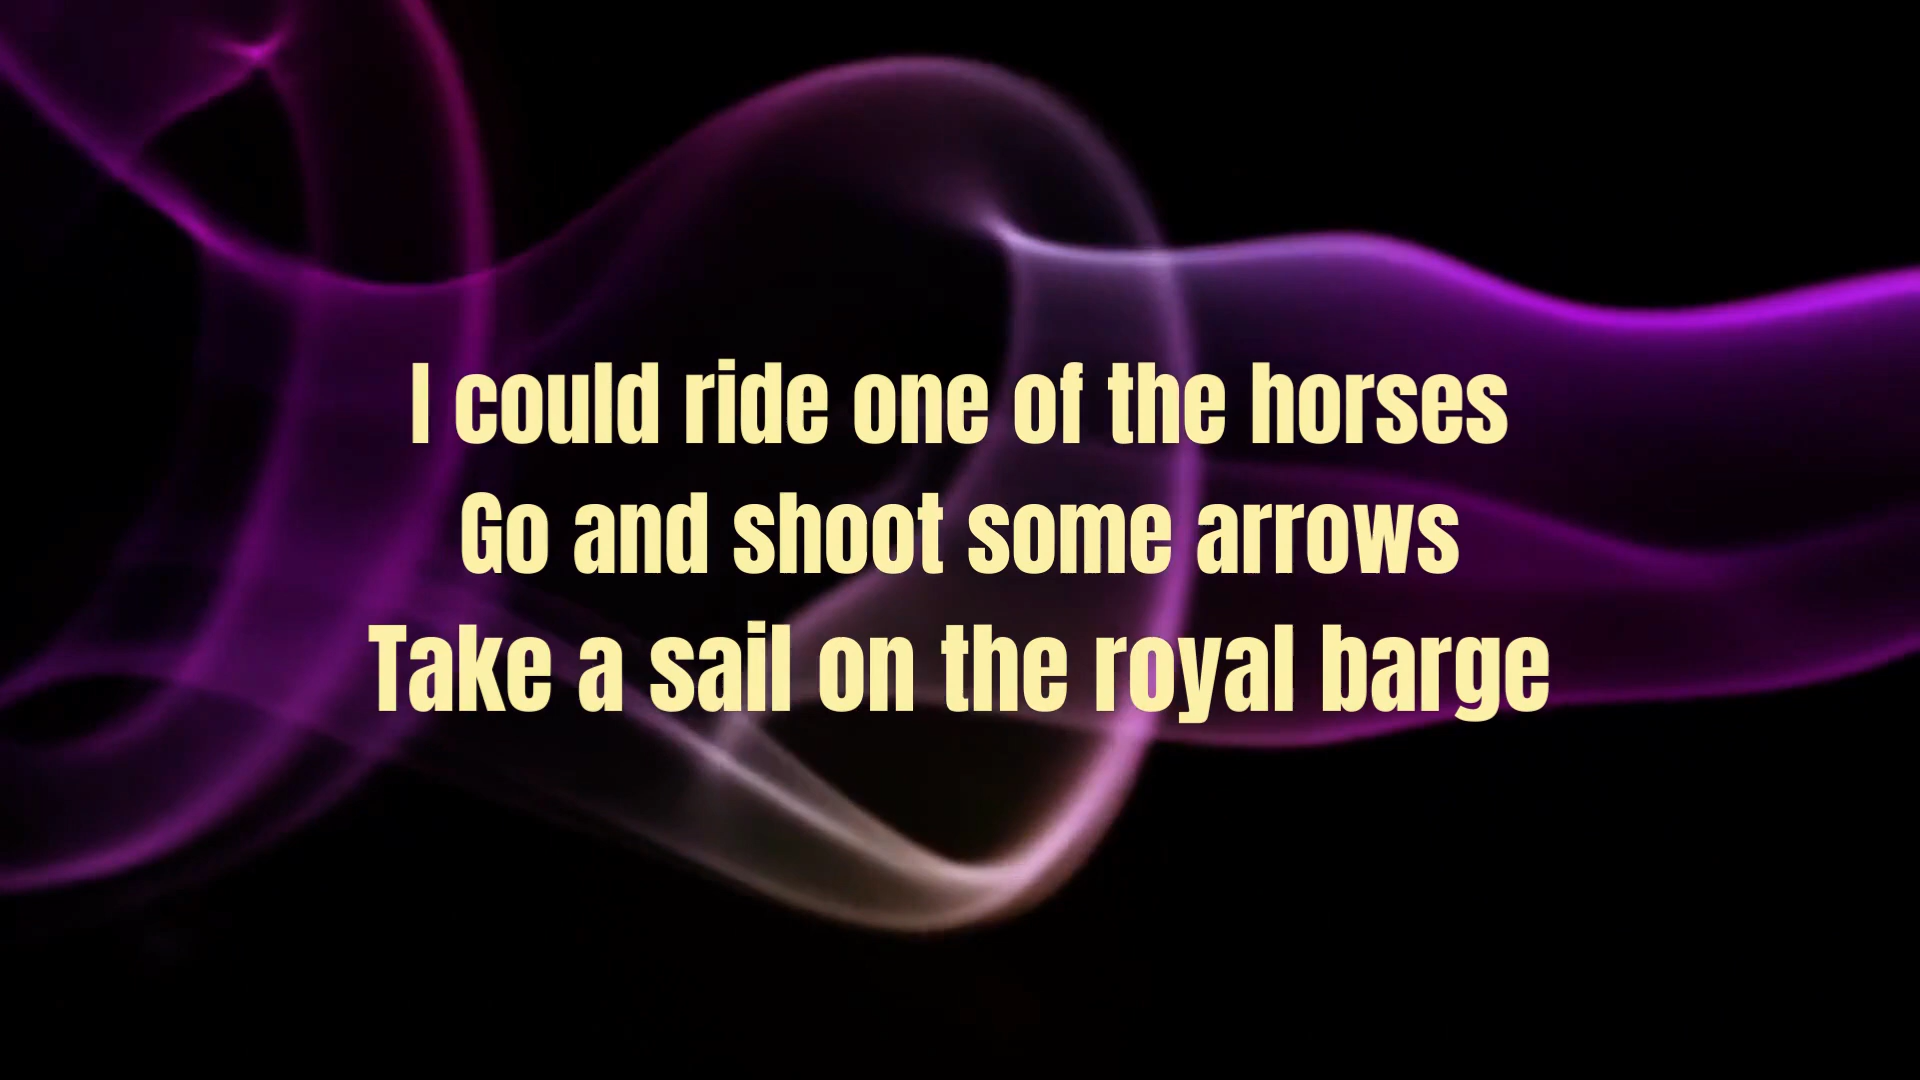 I could ride one of the horses
Go and shoot some arrows
Take a sail on the royal barge